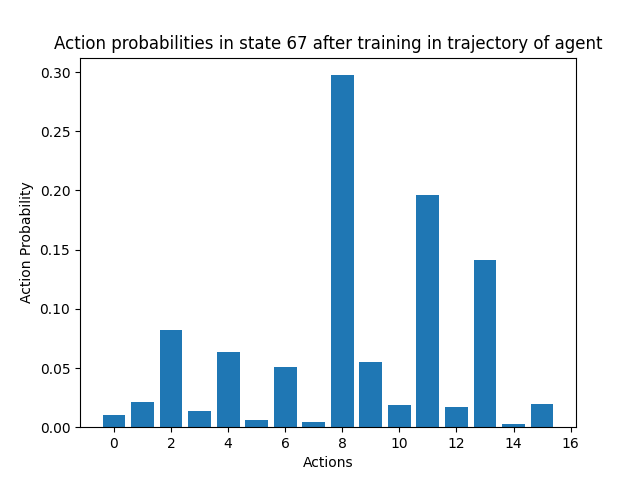 Action probabilities in state 67 after training in trajectory of agent
0.30
0.25
0.20
0.15
0.10
0.05
0.00
Action Probability
0 2 4 6 8 10 12 14 16
Actions